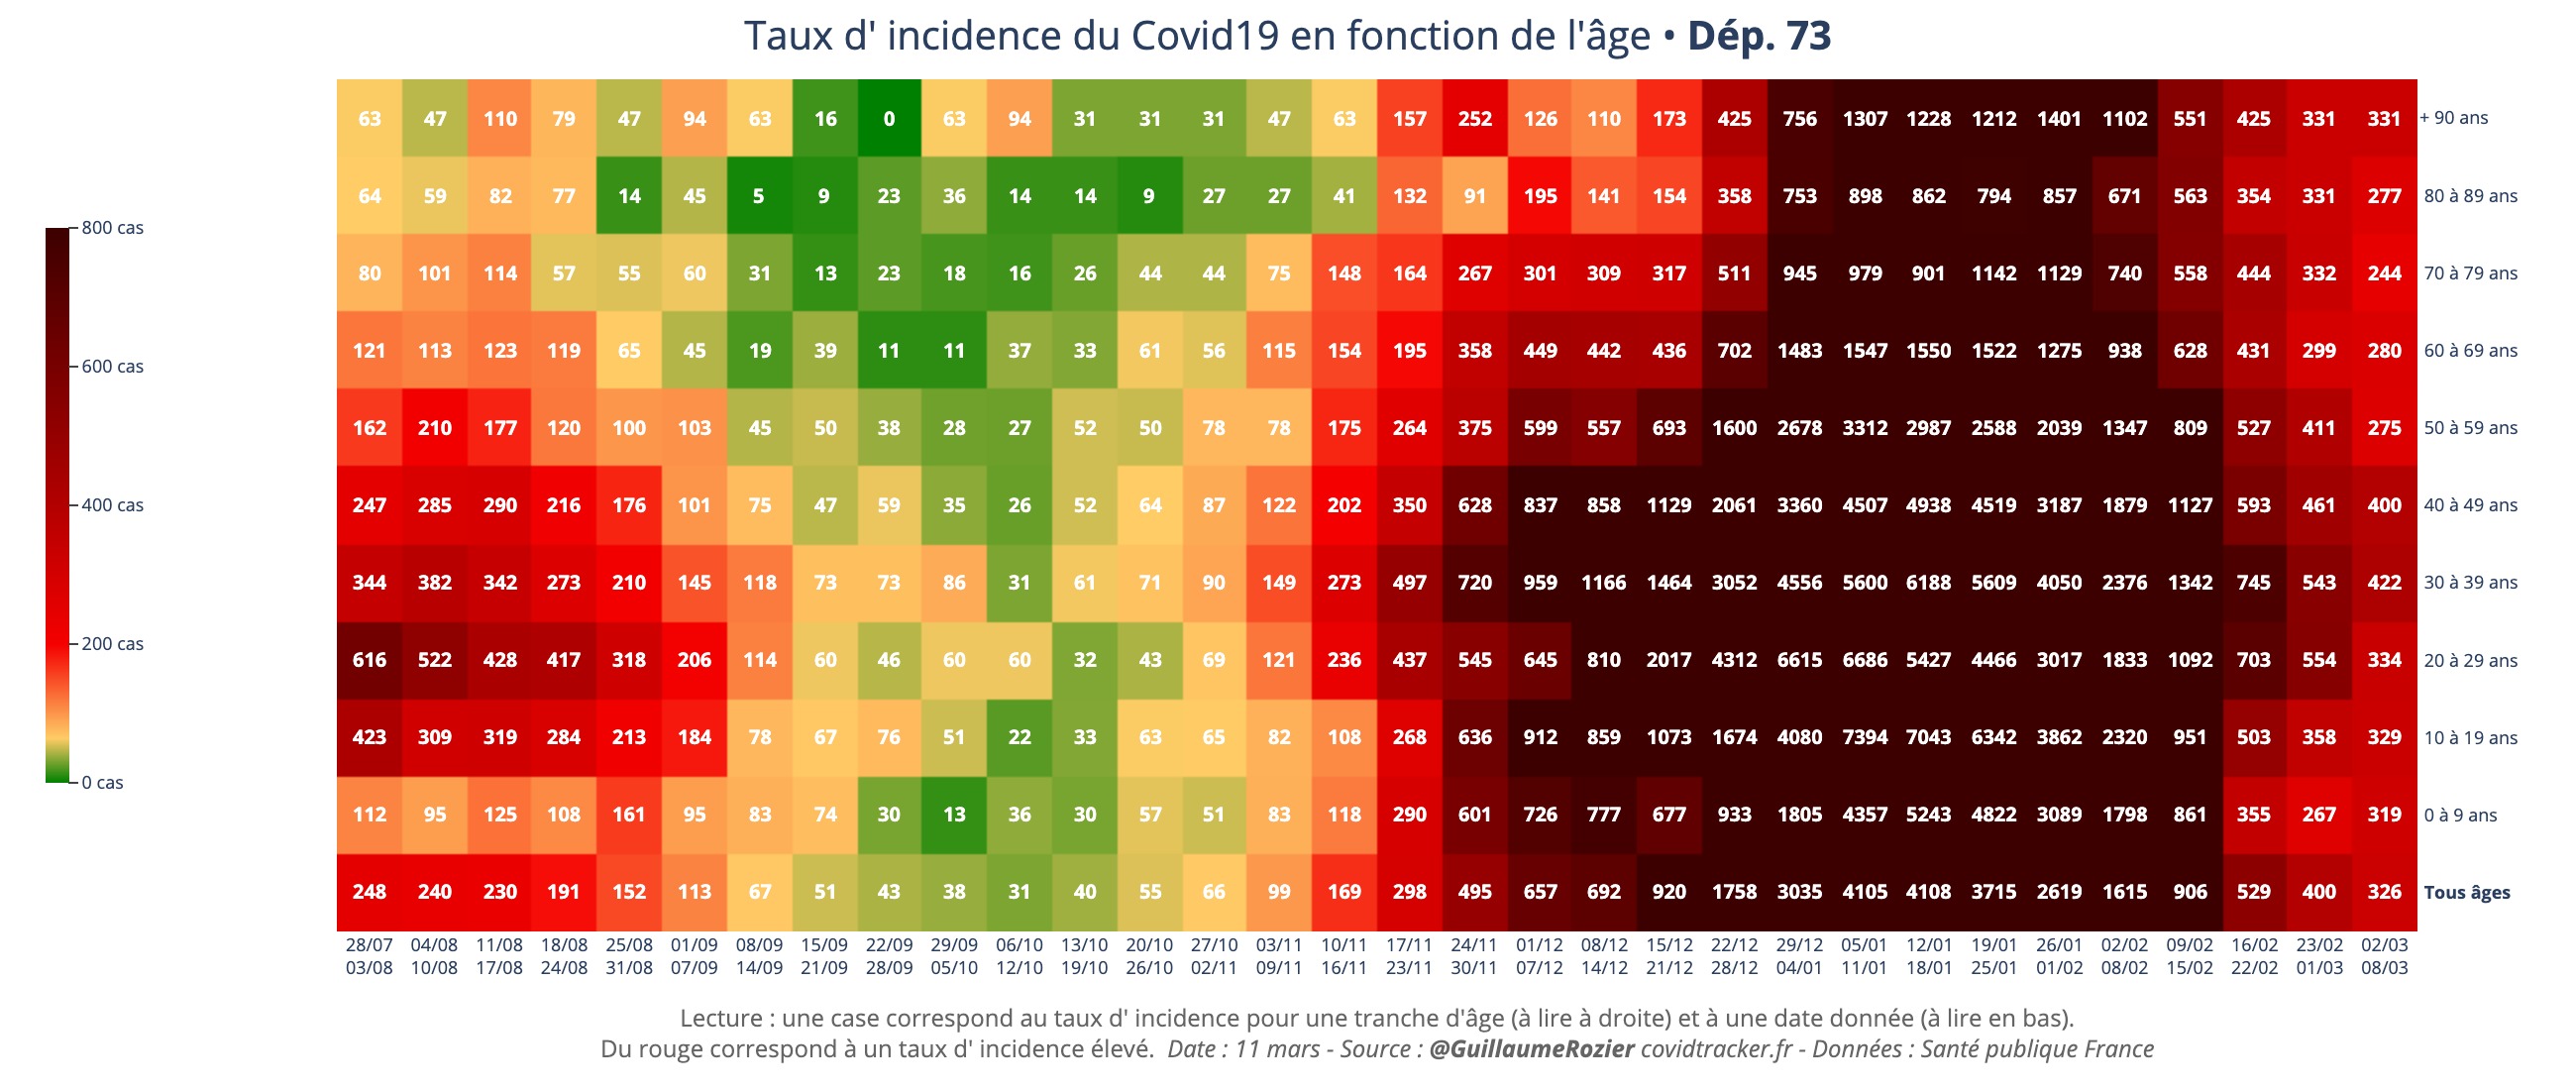 Taux d' incidence du Covid19 en fonction de l'âge • Dép. 73
63 47 110 79 47 94 63 16 0 63 94 31 31 31 47 63 157 252 126 110 173 425 756 1307 1228 1212 1401 1102 551 425 331 331 + 90 ans
64 59 82 77 14 45 5 9 23 36 14 14 9 27 27 41 132 91 195 141 154 358 753 898 862 794 857 671 563 354 331 277 80 à 89 ans
800 cas
80 101 114 57 55 60 31 13 23 18 16 26 44 44 75 148 164 267 301 309 317 511 945 979 901 1142 1129 740 558 444 332 244 70 à 79 ans
121 113 123 119 65 45 19 39 11 11 37 33 61 56 115 154 195 358 449 442 436 702 1483 1547 1550 1522 1275 938 628 431 299 280 60 à 69 ans
600 cas
162 210 177 120 100 103 45 50 38 28 27 52 50 78 78 175 264 375 599 557 693 1600 2678 3312 2987 2588 2039 1347 809 527 411 275 50 à 59 ans
400 cas
247 285 290 216 176 101 75 47 59 35 26 52 64 87 122 202 350 628 837 858 1129 2061 3360 4507 4938 4519 3187 1879 1127 593 461 400 40 à 49 ans
344 382 342 273 210 145 118 73 73 86 31 61 71 90 149 273 497 720 959 1166 1464 3052 4556 5600 6188 5609 4050 2376 1342 745 543 422 30 à 39 ans
200 cas
616 522 428 417 318 206 114 60 46 60 60 32 43 69 121 236 437 545 645 810 2017 4312 6615 6686 5427 4466 3017 1833 1092 703 554 334 20 à 29 ans
423 309 319 284 213 184 78 67 76 51 22 33 63 65 82 108 268 636 912 859 1073 1674 4080 7394 7043 6342 3862 2320 951 503 358 329 10 à 19 ans
0 cas
112 95 125 108 161 95 83 74 30 13 36 30 57 51 83 118 290 601 726 777 677 933 1805 4357 5243 4822 3089 1798 861 355 267 319 0 à 9 ans
248 240 230 191 152 113 67 51 43 38 31 40 55 66 99 169 298 495 657 692 920 1758 3035 4105 4108 3715 2619 1615 906 529 400 326 Tous âges
28/07 04/08 11/08 18/08 25/08 01/09 08/09 15/09 22/09 29/09 06/10 13/10 20/10 27/10 03/11 10/11 17/11 24/11 01/12 08/12 15/12 22/12 29/12 05/01 12/01 19/01 26/01 02/02 09/02 16/02 23/02 02/03
03/08 10/08 17/08 24/08 31/08 07/09 14/09 21/09 28/09 05/10 12/10 19/10 26/10 02/11 09/11 16/11 23/11 30/11 07/12 14/12 21/12 28/12 04/01 11/01 18/01 25/01 01/02 08/02 15/02 22/02 01/03 08/03
Lecture : une case correspond au taux d' incidence pour une tranche d'âge (à lire à droite) et à une date donnée (à lire en bas).
Du rouge correspond à un taux d' incidence élevé. Date : 11 mars - Source : @GuillaumeRozier covidtracker.fr - Données : Santé publique France